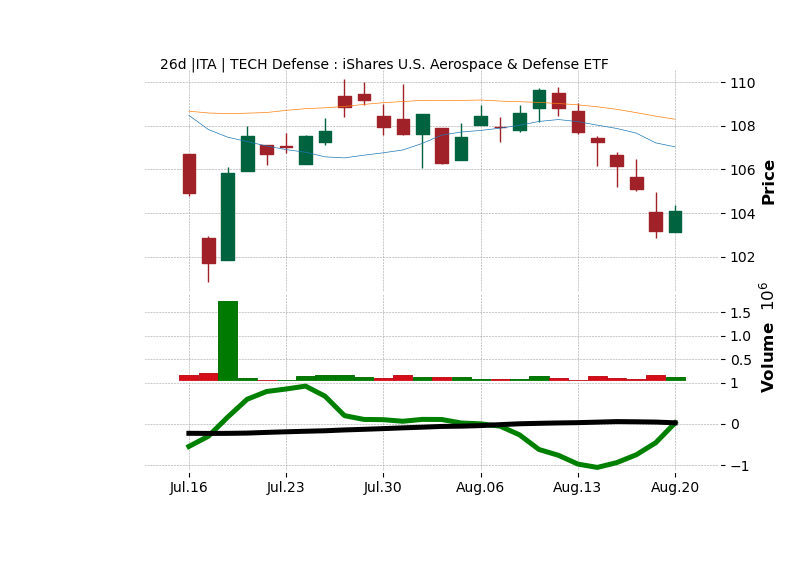 26d |ITA | TECH Defense : iShares U.S. Aerospace & Defense ETF
110
108
106
104
102
Price
1.5
1.0
0.5
Volume 10^6
1
0
−1
Jul.16 Jul.23 Jul.30 Aug.06 Aug.13 Aug.20